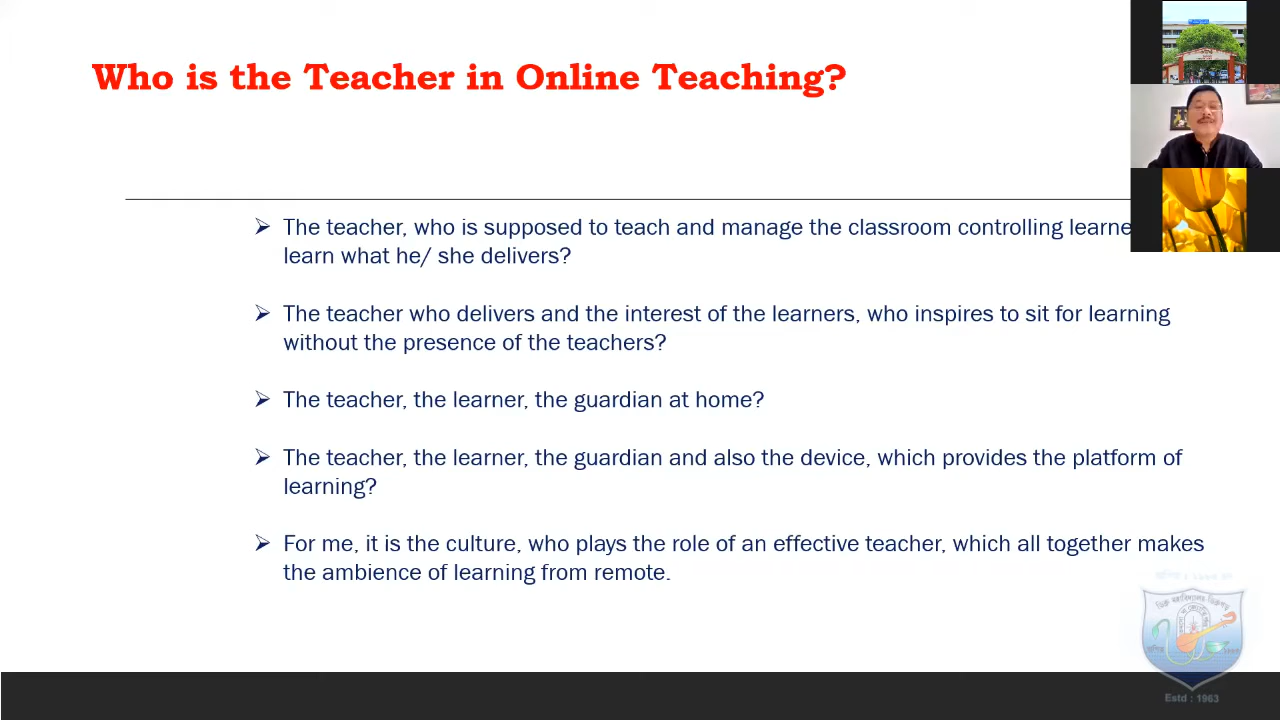 Who is the Teacher in Online Teaching?
➢ The teacher, who is supposed to teach and manage the classroom controlling
learn what he/ she delivers?
➢ The teacher who delivers and the interest of the learners, who inspires to sit for learning
without the presence of the teachers?
➢ The teacher, the learner, the guardian at home?
➢ The teacher, the learner, the guardian and also the device, which provides the platform of
learning?
➢ For me, it is the culture, who plays the role of an effective teacher, which all together makes
the ambience of learning from remote.
Estd : 1963